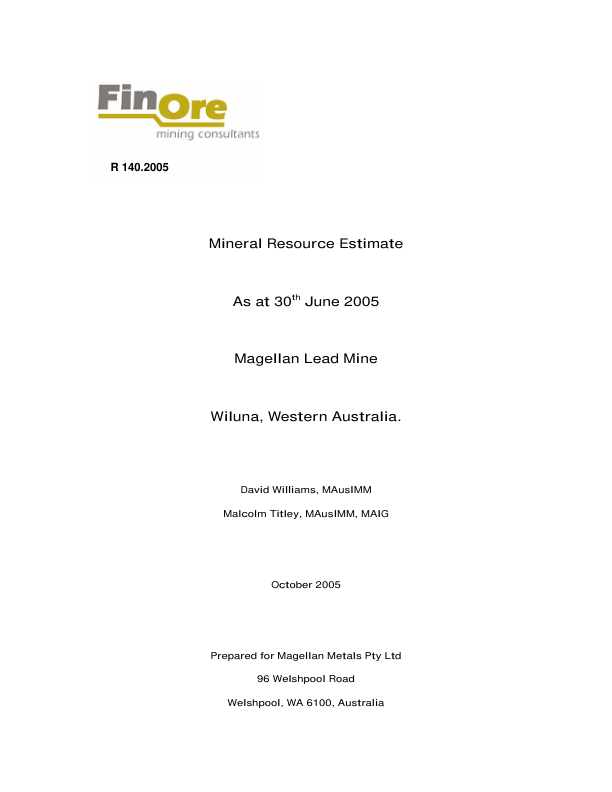 FinOre
mining consultants
R 140.2005
Mineral Resource Estimate
As at 30th June 2005
Magellan Lead Mine
Wiluna, Western Australia.
David Williams, MAusIMM
Malcolm Titley, MAusIMM, MAIG
October 2005
Prepared for Magellan Metals Pty Ltd
96 Welshpool Road
Welshpool, WA 6100, Australia